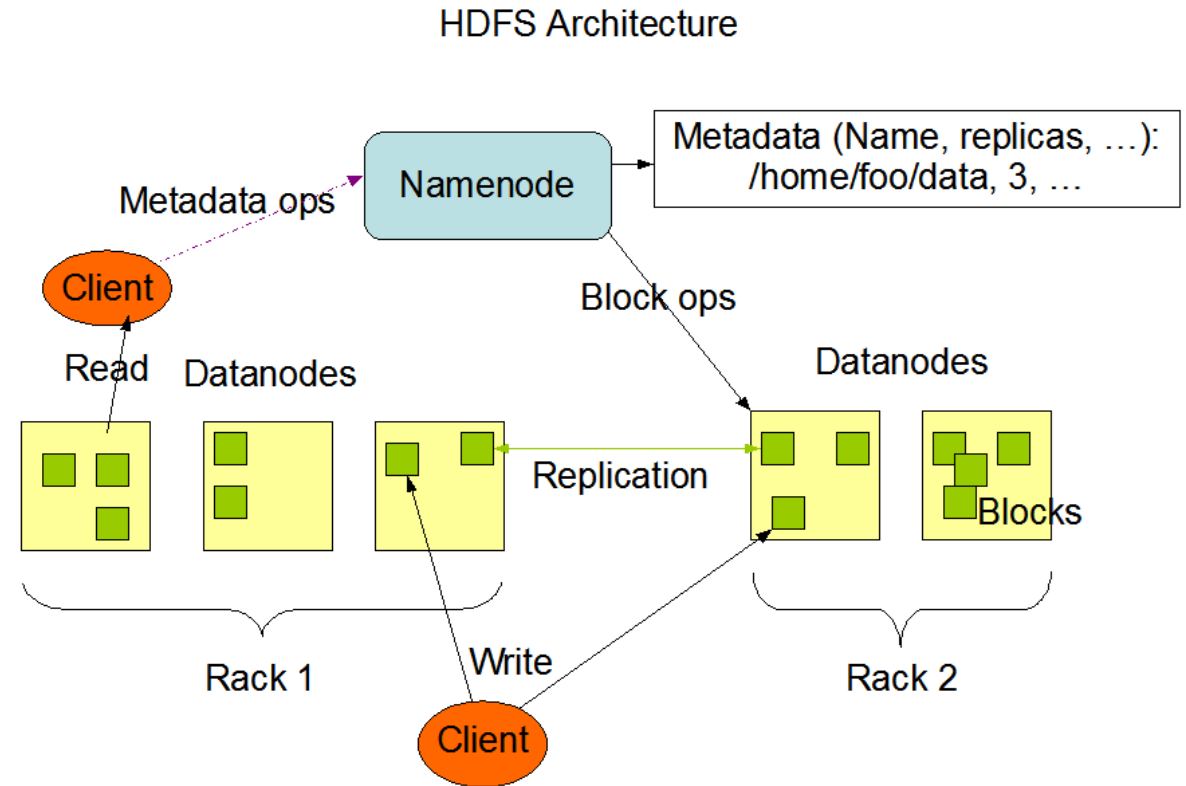 HDFS Architecture
Metadata (Name, replicas, …):
/home/foo/data, 3, …
Namenode
Metadata ops
Client
Block ops
Read
Datanodes
Datanodes
Replication
Blocks
Rack 1
Write
Rack 2
Client